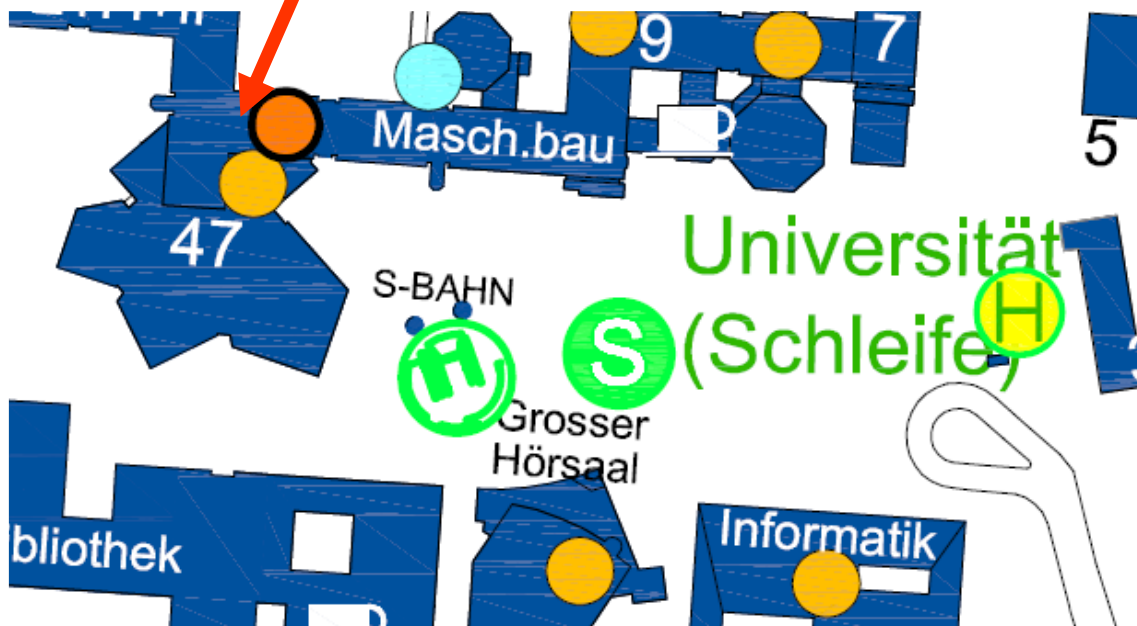 9
7
Masch.bau
5
47
Universität
S-BAHN
H
S
(Schleife)
Grosser
Hörsaal
bliothek
Informatik